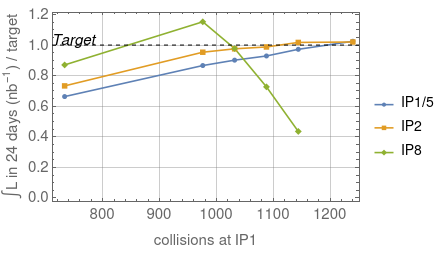 ∫L in 24 days (nb⁻¹) / target
1.2
1.0
0.8
0.6
0.4
0.2
0.0
Target
800 900 1000 1100 1200
collisions at IP1
IP1/5
IP2
IP8